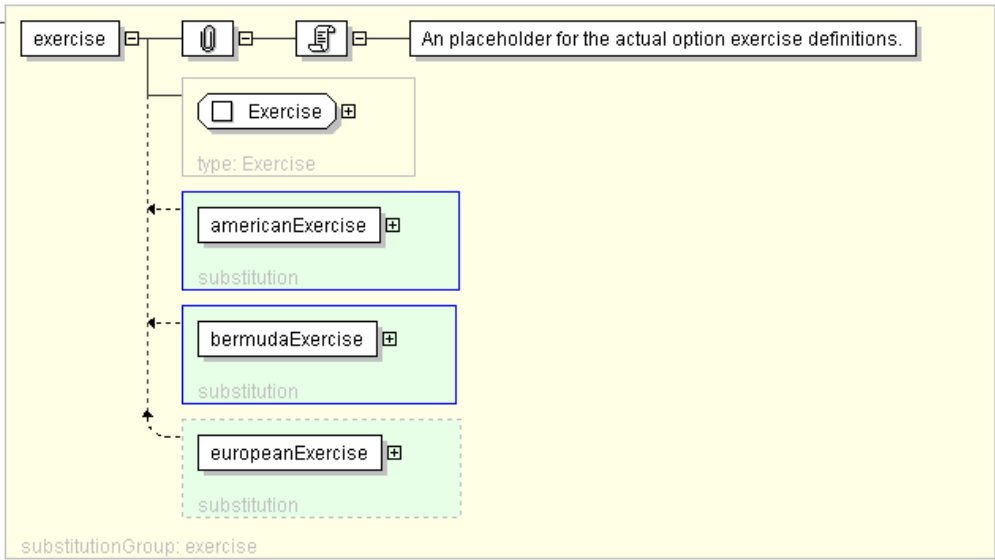 exercise
An placeholder for the actual option exercise definitions.
Exercise
type: Exercise
americanExercise
substitution
bermudaExercise
substitution
europeanExercise
substitution
substitutionGroup: exercise